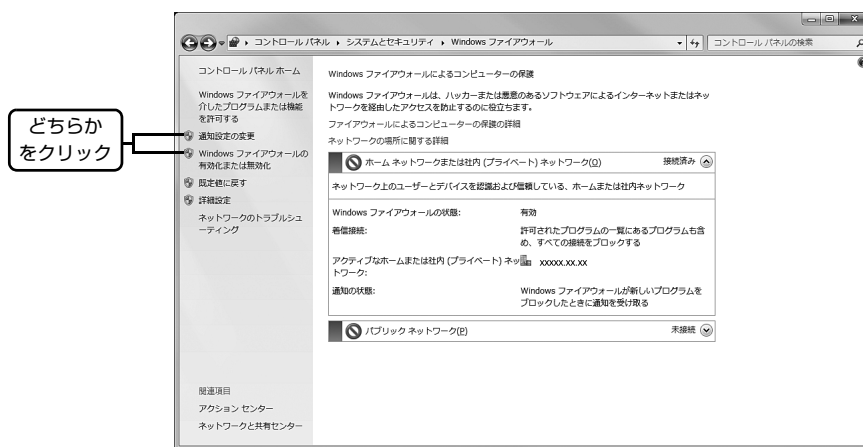 コントロール パネル ▸ システムとセキュリティ ▸ Windows ファイアウォール
コントロール パネルの検索
どちらか
をクリック
コントロール パネル ホーム
Windows ファイアウォールを
介したプログラムまたは機能
を許可する
通知設定の変更
Windows ファイアウォールの
有効化または無効化
既定値に戻す
詳細設定
ネットワークのトラブルシュ
ーティング
関連項目
アクション センター
ネットワークと共有センター
Windows ファイアウォールによるコンピューターの保護
Windows ファイアウォールは、ハッカーまたは悪意のあるソフトウェアによるインターネットまたはネッ
トワークを経由したアクセスを防止するのに役立ちます。
ファイアウォールによるコンピューターの保護の詳細
ネットワークの場所に関する詳細
ホーム ネットワークまたは社内 (プライベート) ネットワーク(O) 接続済み
ネットワーク上のユーザーとデバイスを認識および信頼している、ホームまたは社内ネットワーク
Windows ファイアウォールの状態: 有効
着信接続: 許可されたプログラムの一覧にあるプログラムも含
め、すべての接続をブロックする
アクティブなホームまたは社内 (プライベート) ネッ xxxxx.xx.xx
トワーク:
通知の状態: Windows ファイアウォールが新しいプログラムを
ブロックしたときに通知を受け取る
パブリック ネットワーク(P) 未接続